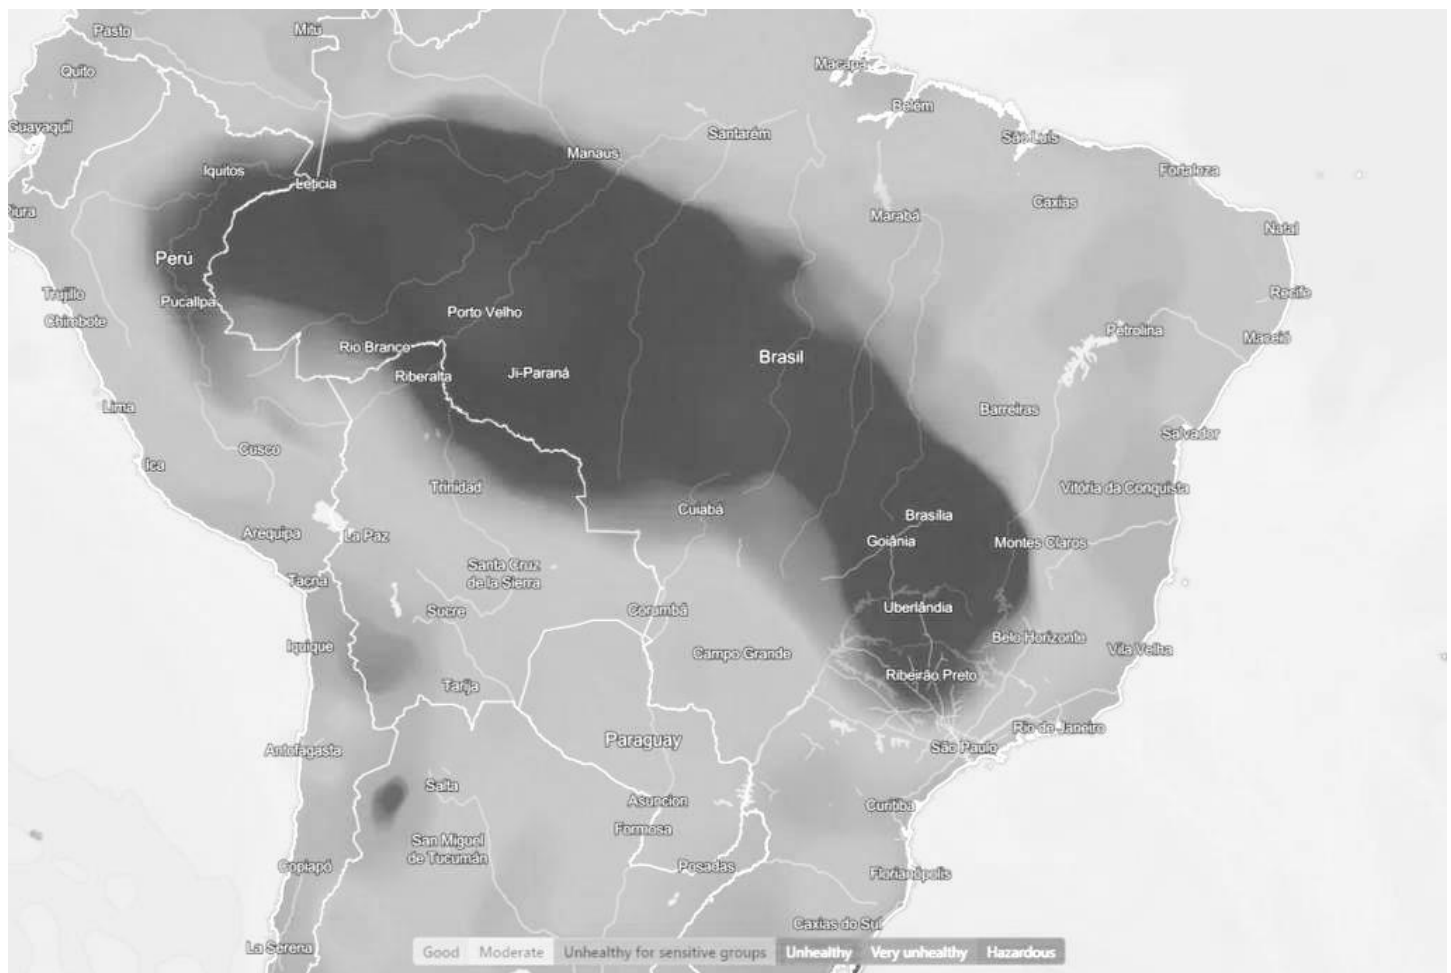 Pasto
Mitú
Quito
Macapá
Belém
Guayaquil
Santarém
São Luís
Manaus
Iquitos
Fortaleza
Leticia
Caxias
Piura
Marabá
Natal
Perú
Trujillo
Pucallpa
Recife
Porto Velho
Chimbote
Petrolina
Maceió
Rio Branco
Brasil
Riberalta
Ji-Paraná
Lima
Barreiras
Salvador
Cusco
Ica
Trinidad
Vitória da Conquista
Cuiabá
Brasília
Arequipa
La Paz
Goiânia
Montes Claros
Santa Cruz
de la Sierra
Tacna
Sucre
Corumbá
Uberlândia
Iquique
Belo Horizonte
Campo Grande
Vila Velha
Ribeirão Preto
Tarija
Rio de Janeiro
Antofagasta
Paraguay
São Paulo
Salta
Asuncion
Curitiba
Formosa
San Miguel
de Tucumán
Copiapó
Posadas
Florianópolis
Caxias do Sul
La Serena
Good Moderate Unhealthy for sensitive groups Unhealthy Very unhealthy Hazardous